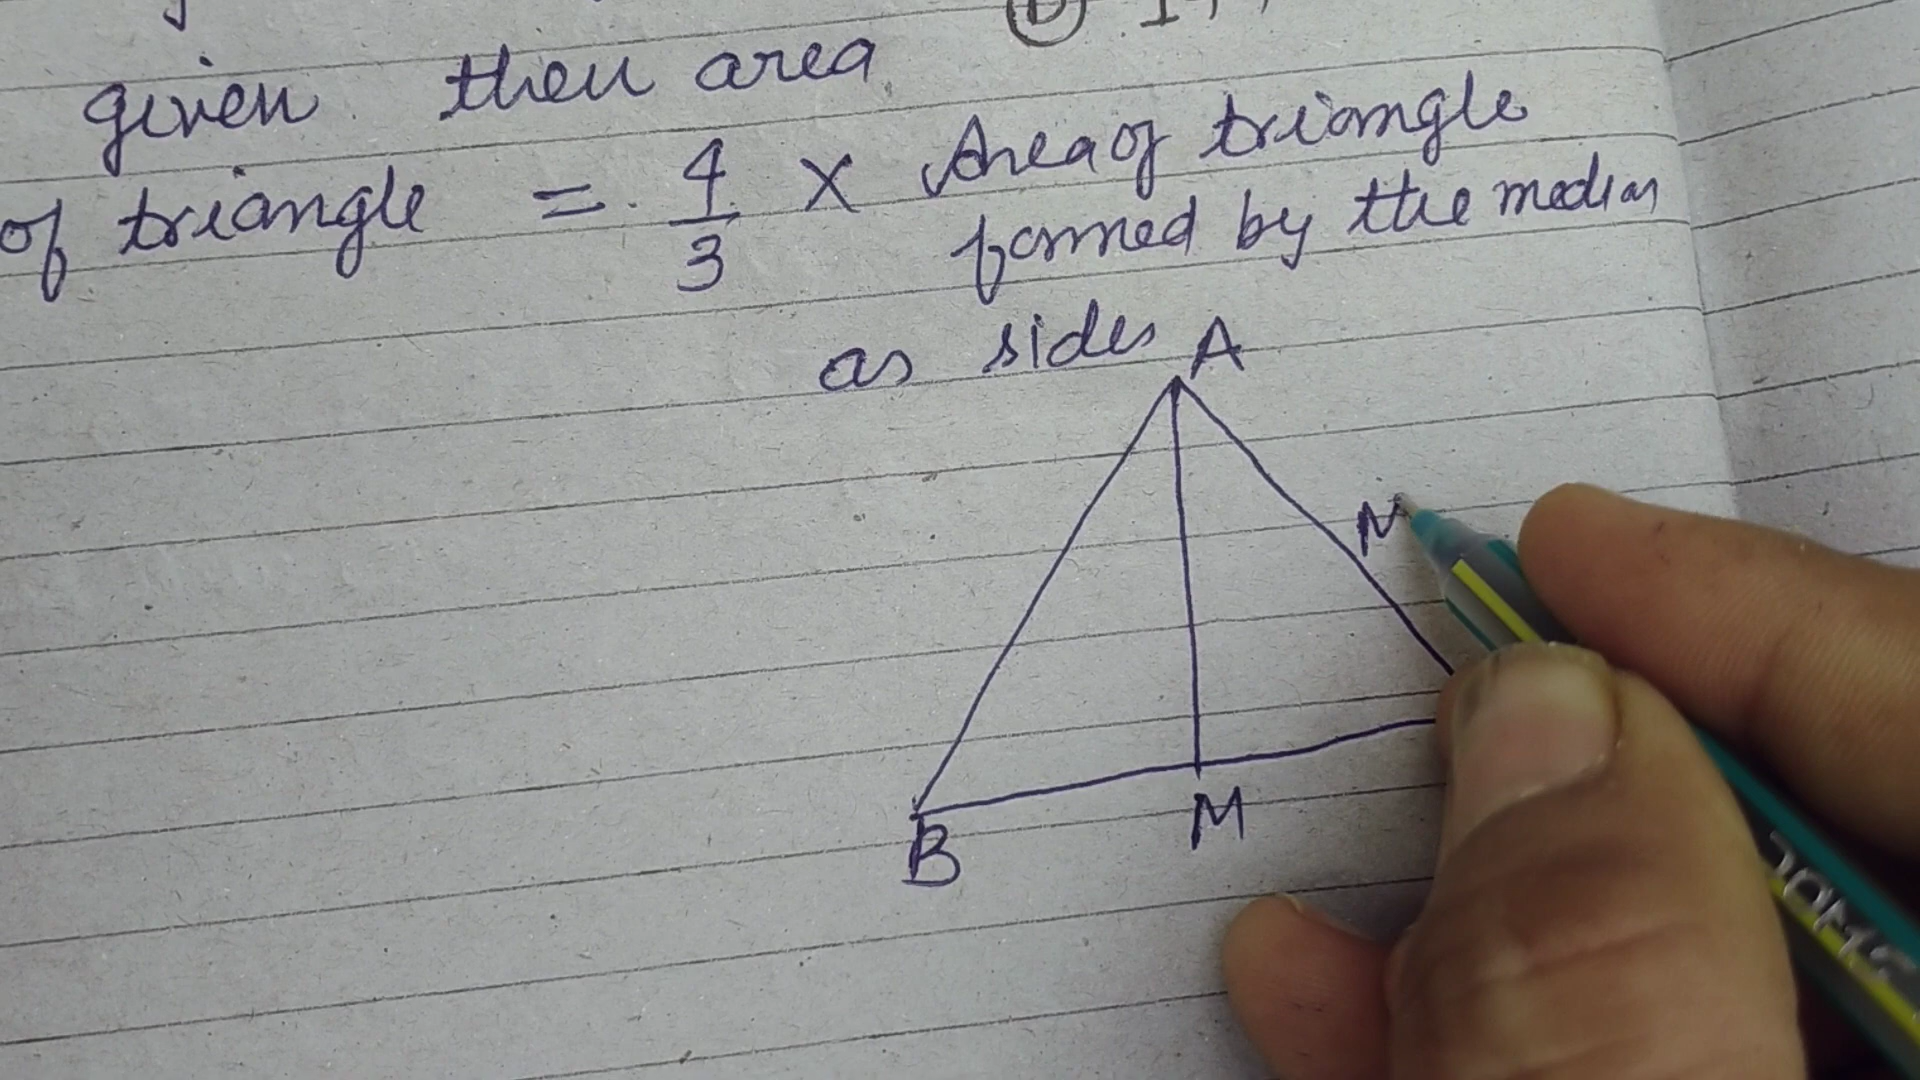 given then area
of triangle = 4/3 × Area of triangle
formed by the median
as sides
A
N
M
B